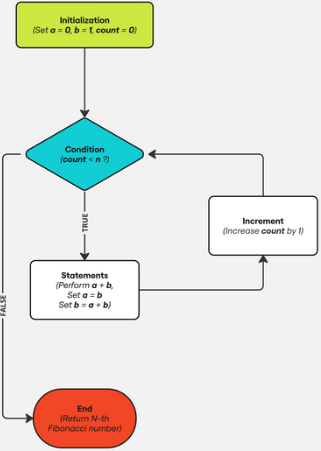 Initialization
(Set a = 0, b = 1, count = 0)
Condition
(count < n ?)
TRUE
Increment
(Increase count by 1)
Statements
(Perform a + b,
Set a = b
Set b = a + b)
FALSE
End
(Return N-th
Fibonacci number)